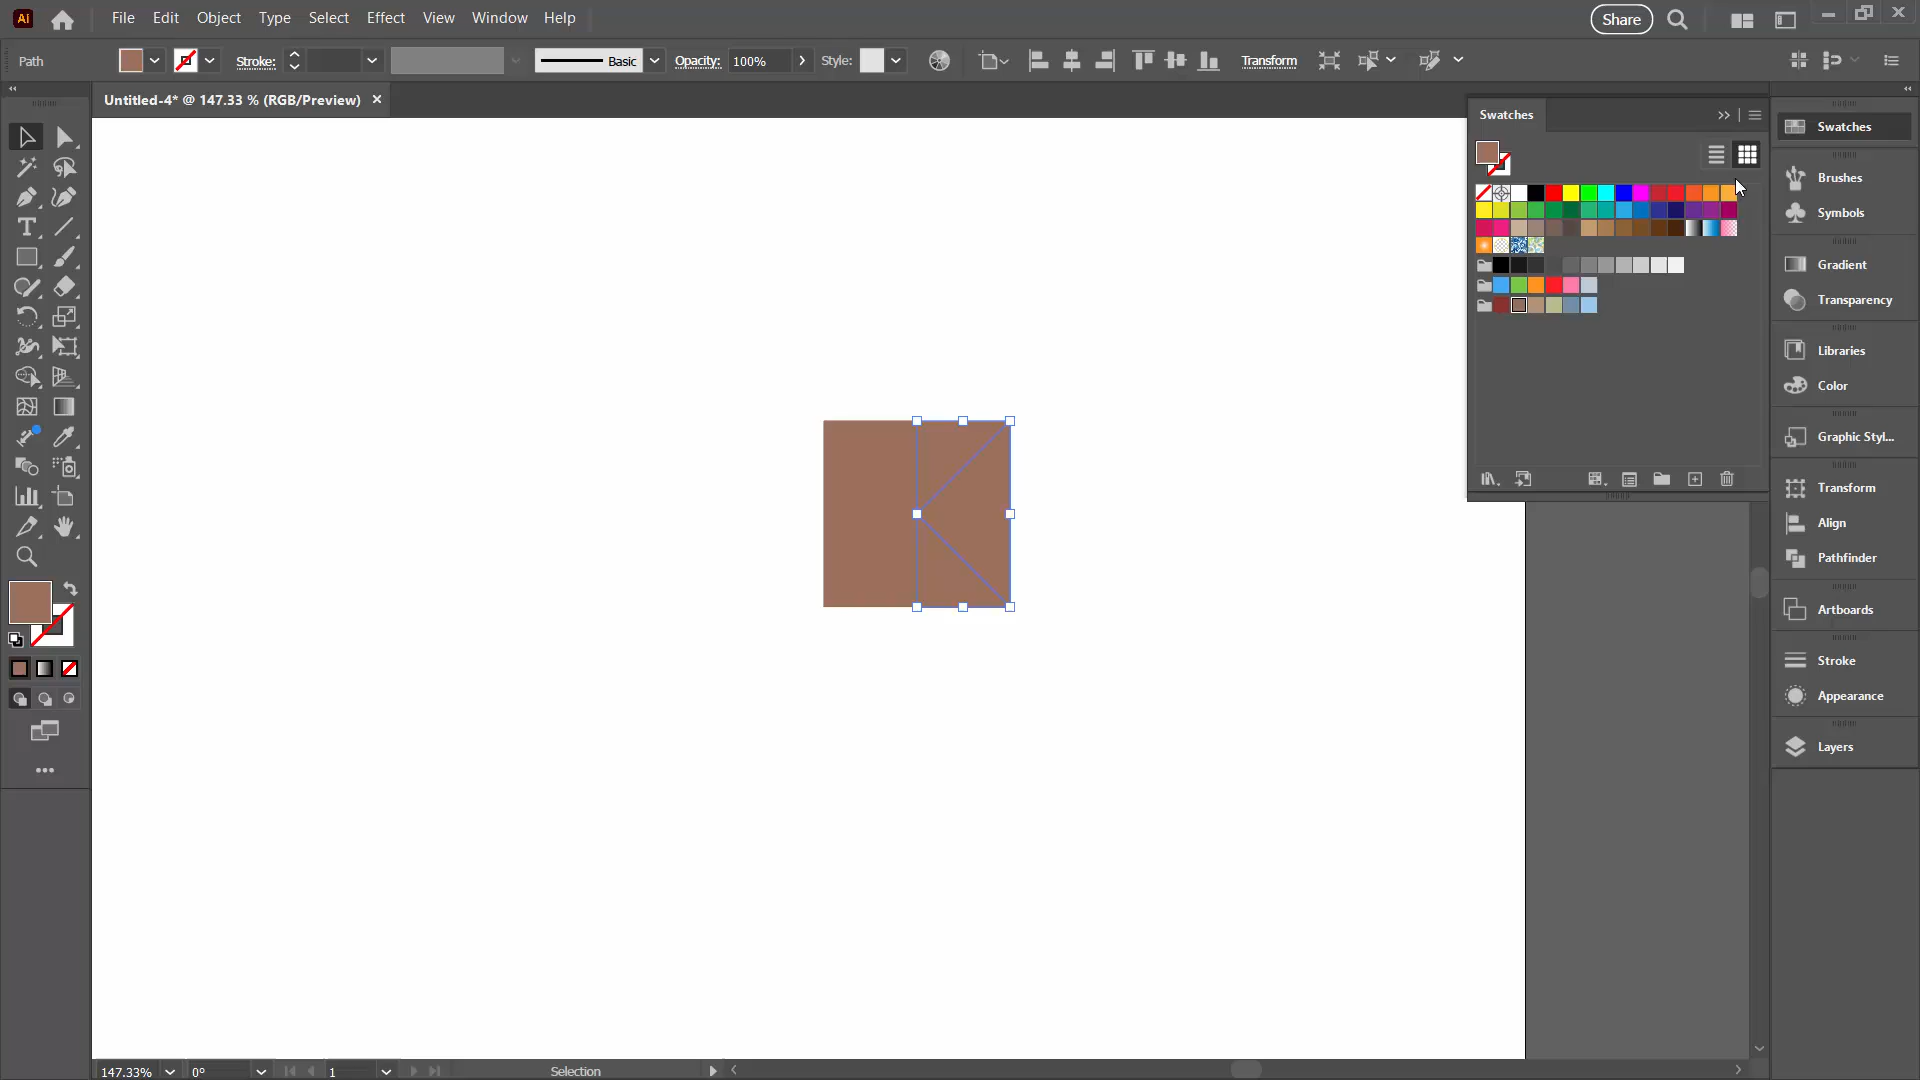 Ai File Edit Object Type Select Effect View Window Help Share
Path Stroke: Basic Opacity: 100% Style: Transform
Untitled-4* @ 147.33 % (RGB/Preview)
Swatches
Swatches
Brushes
Symbols
Gradient
Transparency
Libraries
Color
Graphic Styl...
Transform
Align
Pathfinder
Artboards
Stroke
Appearance
Layers
147.33% 0° 1 Selection